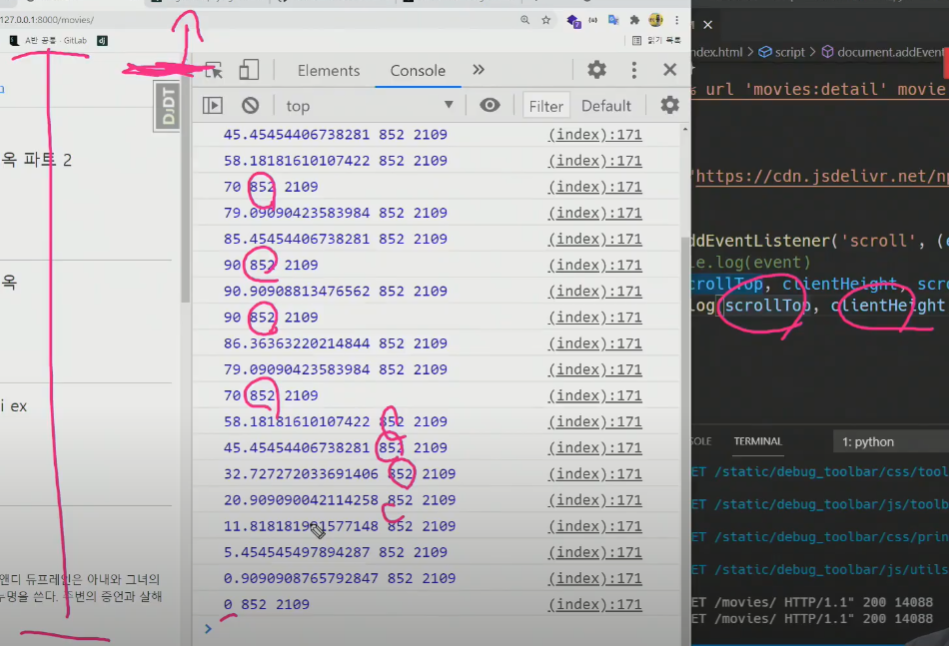 127.0.0.1:8000/movies/
A반 공통 · GitLab
dj
읽기 목록
DjDT
옥 파트 2
옥
i ex
앤디 듀프레인은 아내와 그녀의
누명을 쓴다. 주변의 증언과 살해
Elements
Console
top
Filter
Default
45.45454406738281 852 2109
(index):171
58.18181610107422 852 2109
(index):171
70 852 2109
(index):171
79.09090423583984 852 2109
(index):171
85.45454406738281 852 2109
(index):171
90 852 2109
(index):171
90.90908813476562 852 2109
(index):171
90 852 2109
(index):171
86.36363220214844 852 2109
(index):171
79.09090423583984 852 2109
(index):171
70 852 2109
(index):171
58.18181610107422 852 2109
(index):171
45.45454406738281 852 2109
(index):171
32.727272033691406 852 2109
(index):171
20.909090042114258 852 2109
(index):171
11.818181991577148 852 2109
(index):171
5.454545497894287 852 2109
(index):171
0.9090908765792847 852 2109
(index):171
0 852 2109
(index):171
ndex.html > script > document.addEvent
url 'movies:detail' movie
"https://cdn.jsdelivr.net/np
ddEventListener('scroll', (e
le.log(event)
crollTop, clientHeight, scro
log(scrollTop, clientHeight
OLE TERMINAL 1: python
ET /static/debug_toolbar/css/tool
ET /static/debug_toolbar/js/toolb
ET /static/debug_toolbar/css/prin
ET /static/debug_toolbar/js/utils
ET /movies/ HTTP/1.1" 200 14088
ET /movies/ HTTP/1.1" 200 14088